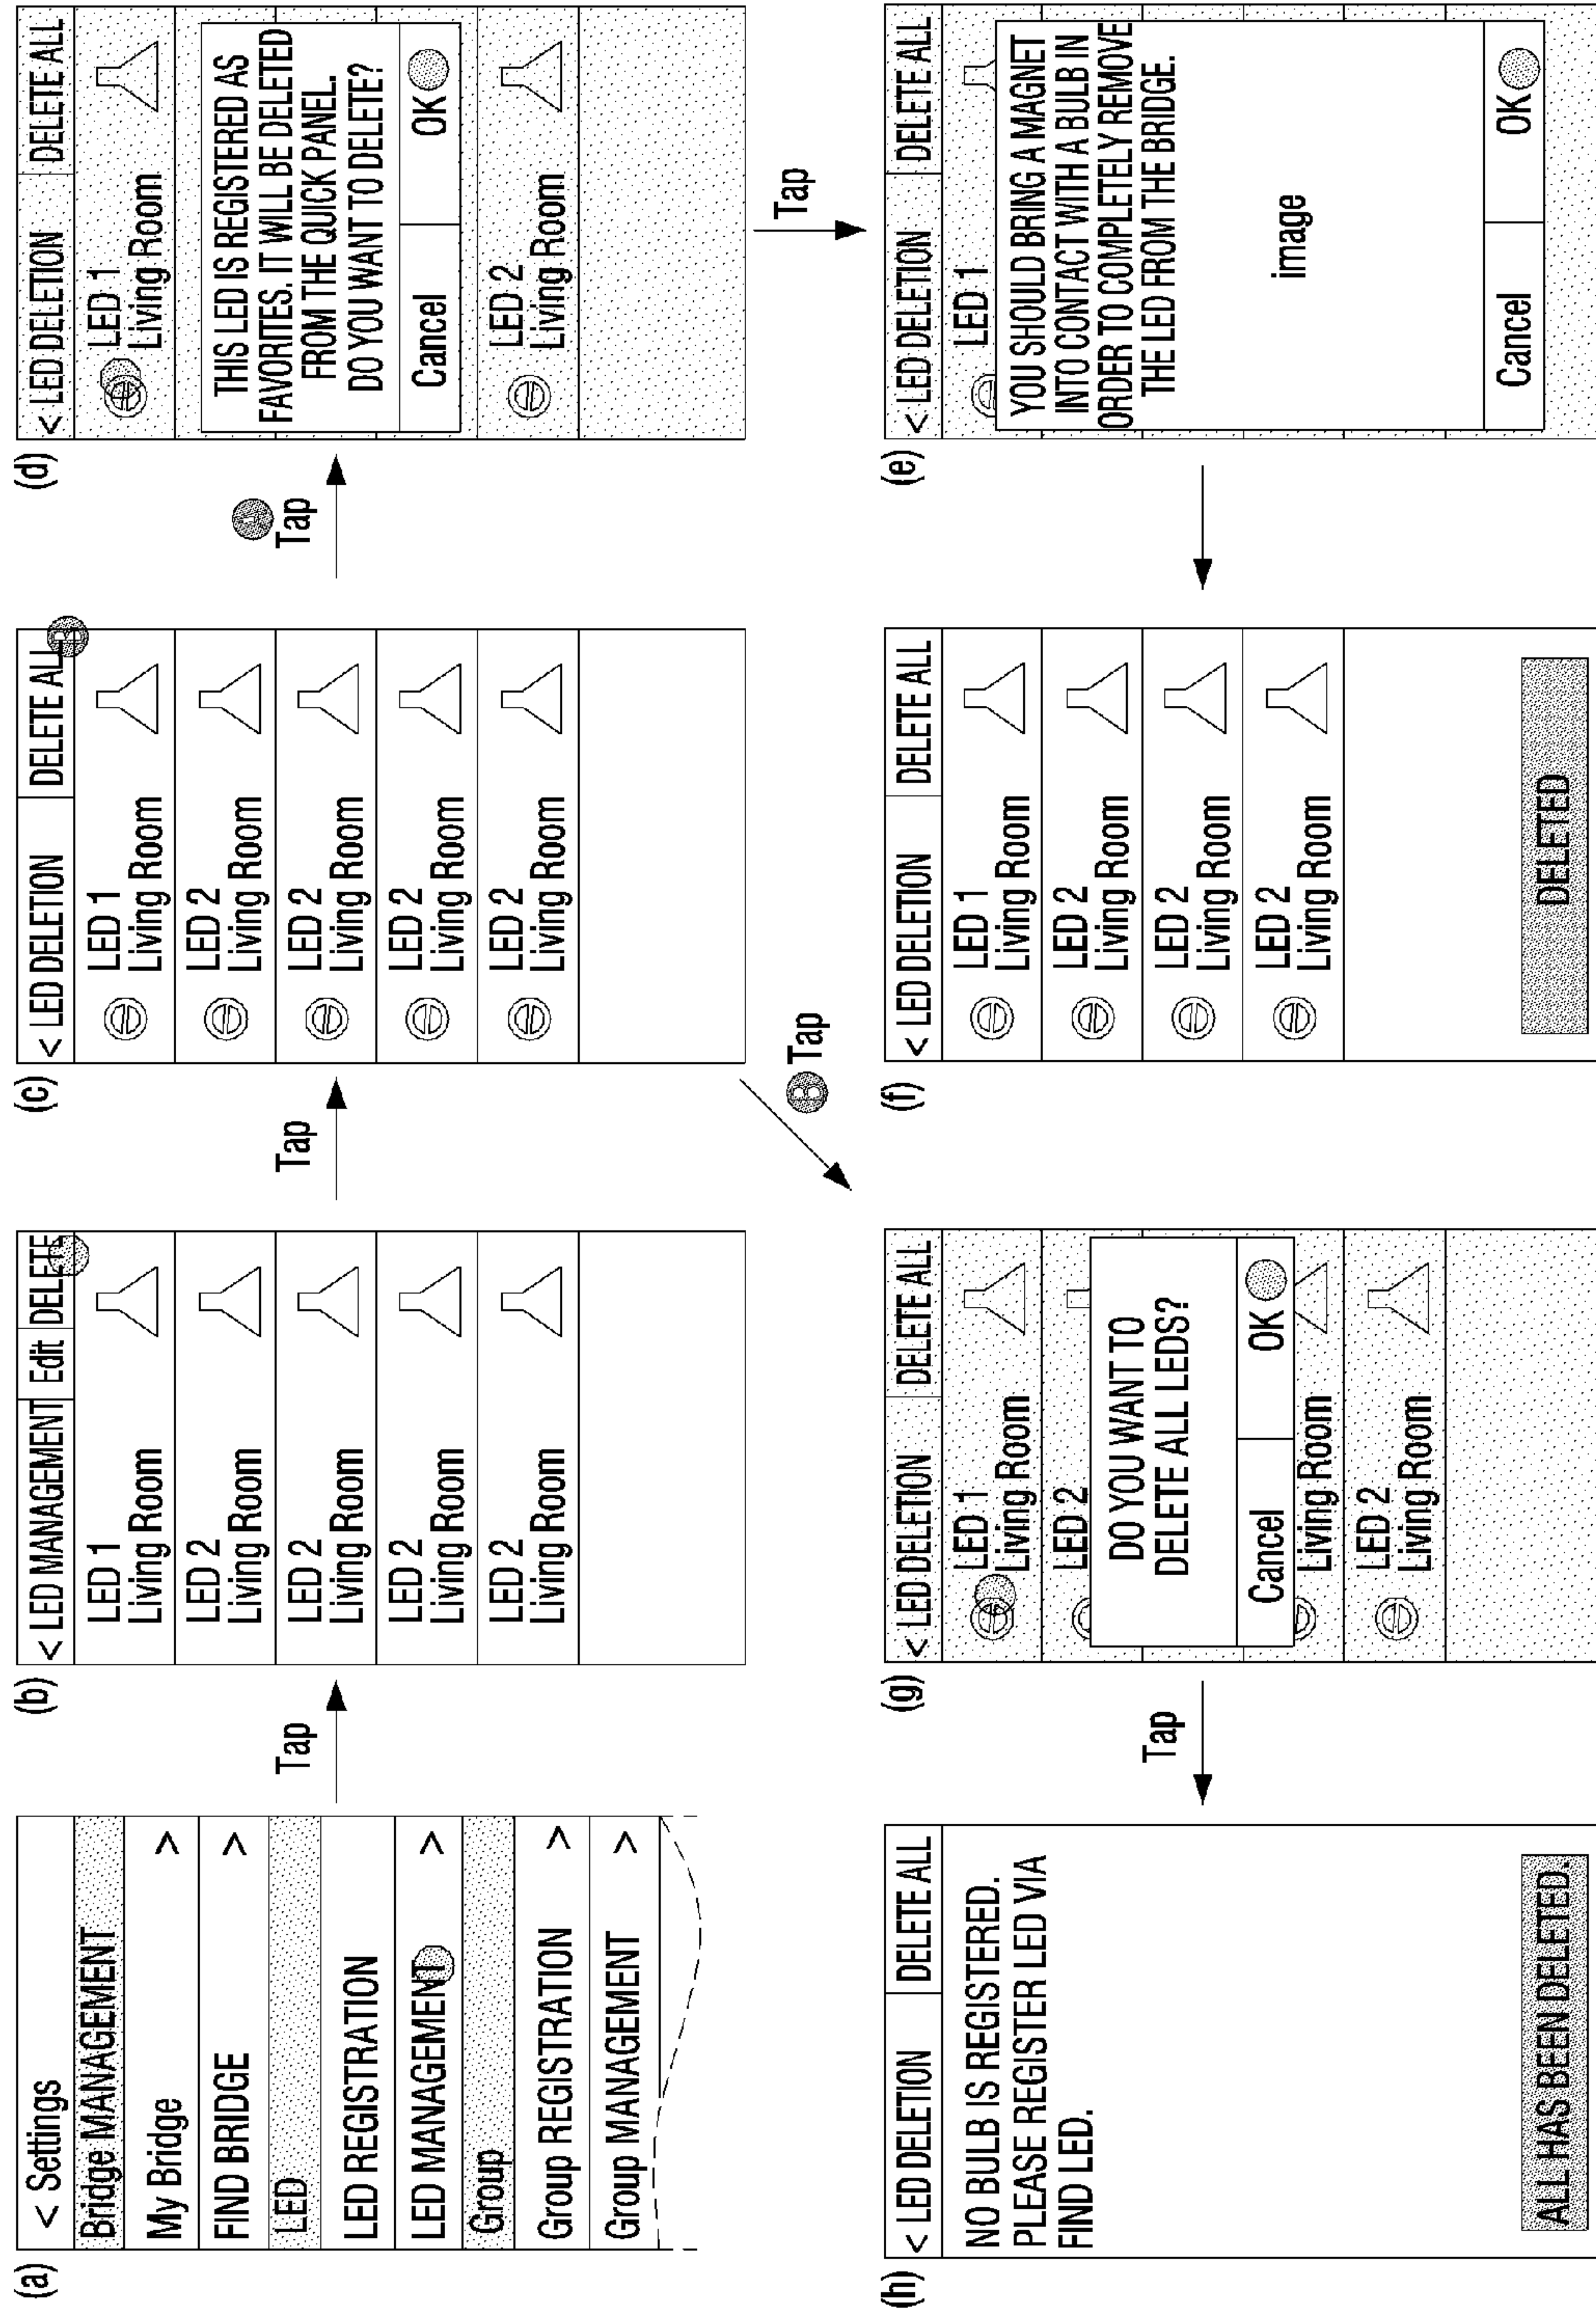 (a)
< Settings
Bridge MANAGEMENT
My Bridge >
FIND BRIDGE >
LED
LED REGISTRATION
LED MANAGEMENT >
Group
Group REGISTRATION >
Group MANAGEMENT >
Tap
(b)
< LED MANAGEMENT Edit DELETE
LED 1
Living Room
LED 2
Living Room
LED 2
Living Room
LED 2
Living Room
LED 2
Living Room
Tap
(c)
< LED DELETION DELETE ALL
B
LED 1
Living Room
LED 2
Living Room
LED 2
Living Room
LED 2
Living Room
LED 2
Living Room
A
Tap
(d)
< LED DELETION DELETE ALL
LED 1
Living Room
THIS LED IS REGISTERED AS
FAVORITES. IT WILL BE DELETED
FROM THE QUICK PANEL.
DO YOU WANT TO DELETE?
Cancel OK
LED 2
Living Room
Tap
B Tap
(h)
< LED DELETION DELETE ALL
NO BULB IS REGISTERED.
PLEASE REGISTER LED VIA
FIND LED.
ALL HAS BEEN DELETED.
Tap
(g)
< LED DELETION DELETE ALL
LED 1
Living Room
LED 2
DO YOU WANT TO
DELETE ALL LEDS?
Cancel OK
Living Room
LED 2
Living Room
(f)
< LED DELETION DELETE ALL
LED 1
Living Room
LED 2
Living Room
LED 2
Living Room
LED 2
Living Room
DELETED
(e)
< LED DELETION DELETE ALL
LED 1
YOU SHOULD BRING A MAGNET
INTO CONTACT WITH A BULB IN
ORDER TO COMPLETELY REMOVE
THE LED FROM THE BRIDGE.
image
Cancel OK